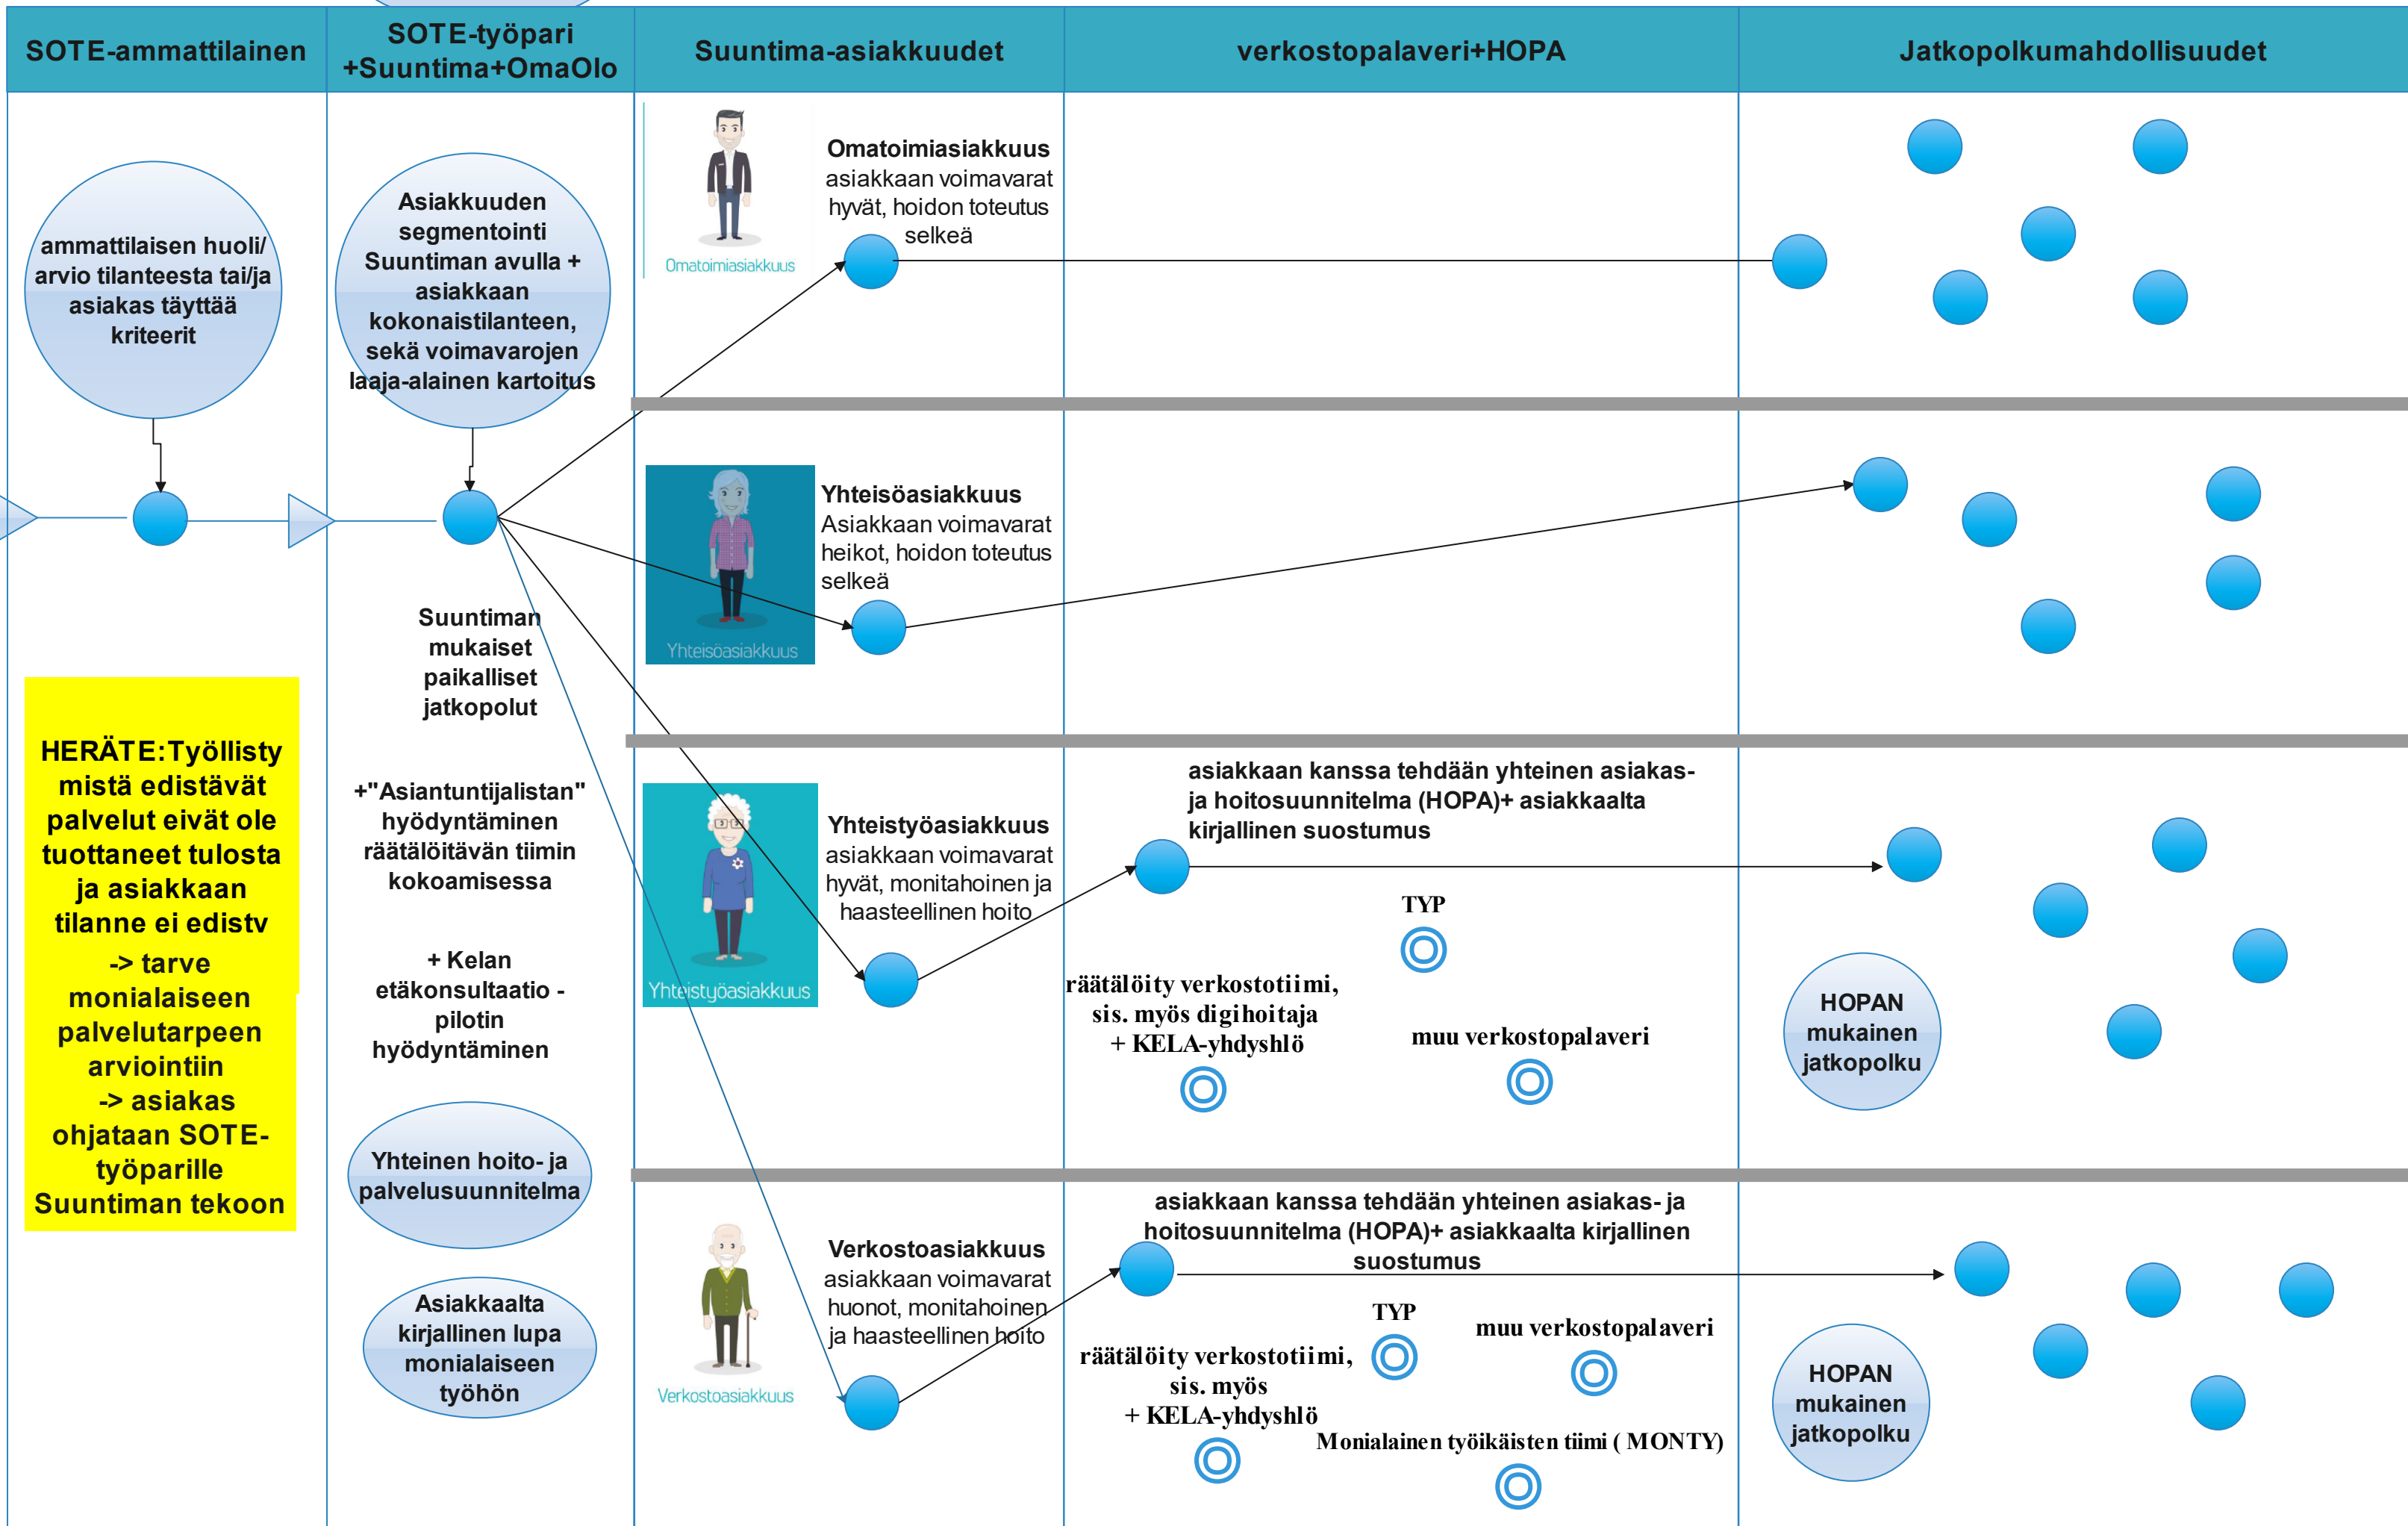 SOTE-ammattilainen
SOTE-työpari
+Suuntima+OmaOlo
Suuntima-asiakkuudet
verkostopalaveri+HOPA
Jatkopolkumahdollisuudet
ammattilaisen huoli/
arvio tilanteesta tai/ja
asiakas täyttää
kriteerit
HERÄTE:Työllisty
mistä edistävät
palvelut eivät ole
tuottaneet tulosta
ja asiakkaan
tilanne ei edisty
-> tarve
monialaiseen
palvelutarpeen
arviointiin
-> asiakas
ohjataan SOTE-
työparille
Suuntiman tekoon
Asiakkuuden
segmentointi
Suuntiman avulla +
asiakkaan
kokonaistilanteen,
sekä voimavarojen
laaja-alainen kartoitus
Suuntiman
mukaiset
paikalliset
jatkopolut
+"Asiantuntijalistan"
hyödyntäminen
räätälöitävän tiimin
kokoamisessa
+ Kelan
etäkonsultaatio -
pilotin
hyödyntäminen
Yhteinen hoito- ja
palvelusuunnitelma
Asiakkaalta
kirjallinen lupa
monialaiseen
työhön
Omatoimiasiakkuus
Omatoimiasiakkuus
asiakkaan voimavarat
hyvät, hoidon toteutus
selkeä
Yhteisöasiakkuus
Yhteisöasiakkuus
Asiakkaan voimavarat
heikot, hoidon toteutus
selkeä
Yhteistyöasiakkuus
Yhteistyöasiakkuus
asiakkaan voimavarat
hyvät, monitahoinen ja
haasteellinen hoito
asiakkaan kanssa tehdään yhteinen asiakas-
ja hoitosuunnitelma (HOPA)+ asiakkaalta
kirjallinen suostumus
TYP
räätälöity verkostotiimi,
sis. myös digihoitaja
+ KELA-yhdyshlö
muu verkostopalaveri
HOPAN
mukainen
jatkopolku
Verkostoasiakkuus
Verkostoasiakkuus
asiakkaan voimavarat
huonot, monitahoinen
ja haasteellinen hoito
asiakkaan kanssa tehdään yhteinen asiakas- ja
hoitosuunnitelma (HOPA)+ asiakkaalta kirjallinen
suostumus
TYP
muu verkostopalaveri
räätälöity verkostotiimi,
sis. myös
+ KELA-yhdyshlö
Monialainen työikäisten tiimi ( MONTY)
HOPAN
mukainen
jatkopolku